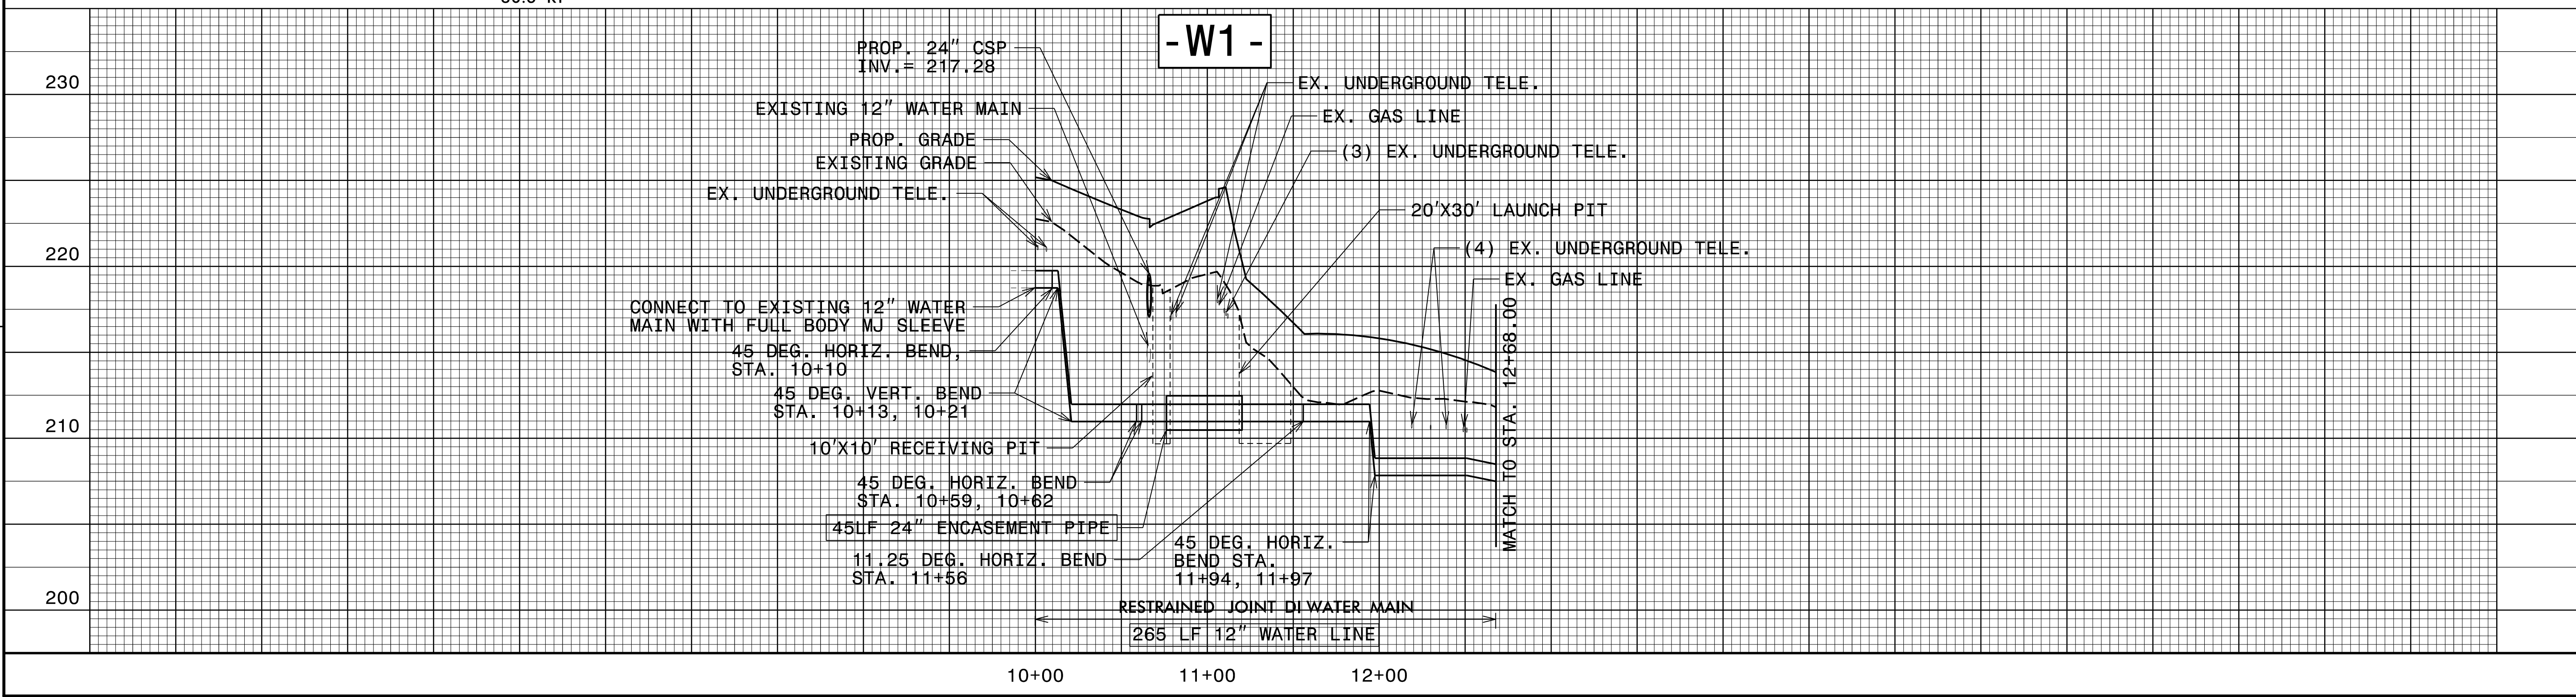 -W1-
PROP. 24" CSP
INV.= 217.28
EXISTING 12" WATER MAIN
PROP. GRADE
EXISTING GRADE
EX. UNDERGROUND TELE.
EX. UNDERGROUND TELE.
EX. GAS LINE
(3) EX. UNDERGROUND TELE.
20'X30' LAUNCH PIT
(4) EX. UNDERGROUND TELE.
EX. GAS LINE
CONNECT TO EXISTING 12" WATER
MAIN WITH FULL BODY MJ SLEEVE
45 DEG. HORIZ. BEND,
STA. 10+10
45 DEG. VERT. BEND
STA. 10+13, 10+21
10'X10' RECEIVING PIT
45 DEG. HORIZ. BEND
STA. 10+59, 10+62
45LF 24" ENCASEMENT PIPE
11.25 DEG. HORIZ. BEND
STA. 11+56
45 DEG. HORIZ.
BEND STA.
11+94, 11+97
MATCH TO STA. 12+68.00
RESTRAINED JOINT DI WATER MAIN
265 LF 12" WATER LINE
230
220
210
200
10+00 11+00 12+00